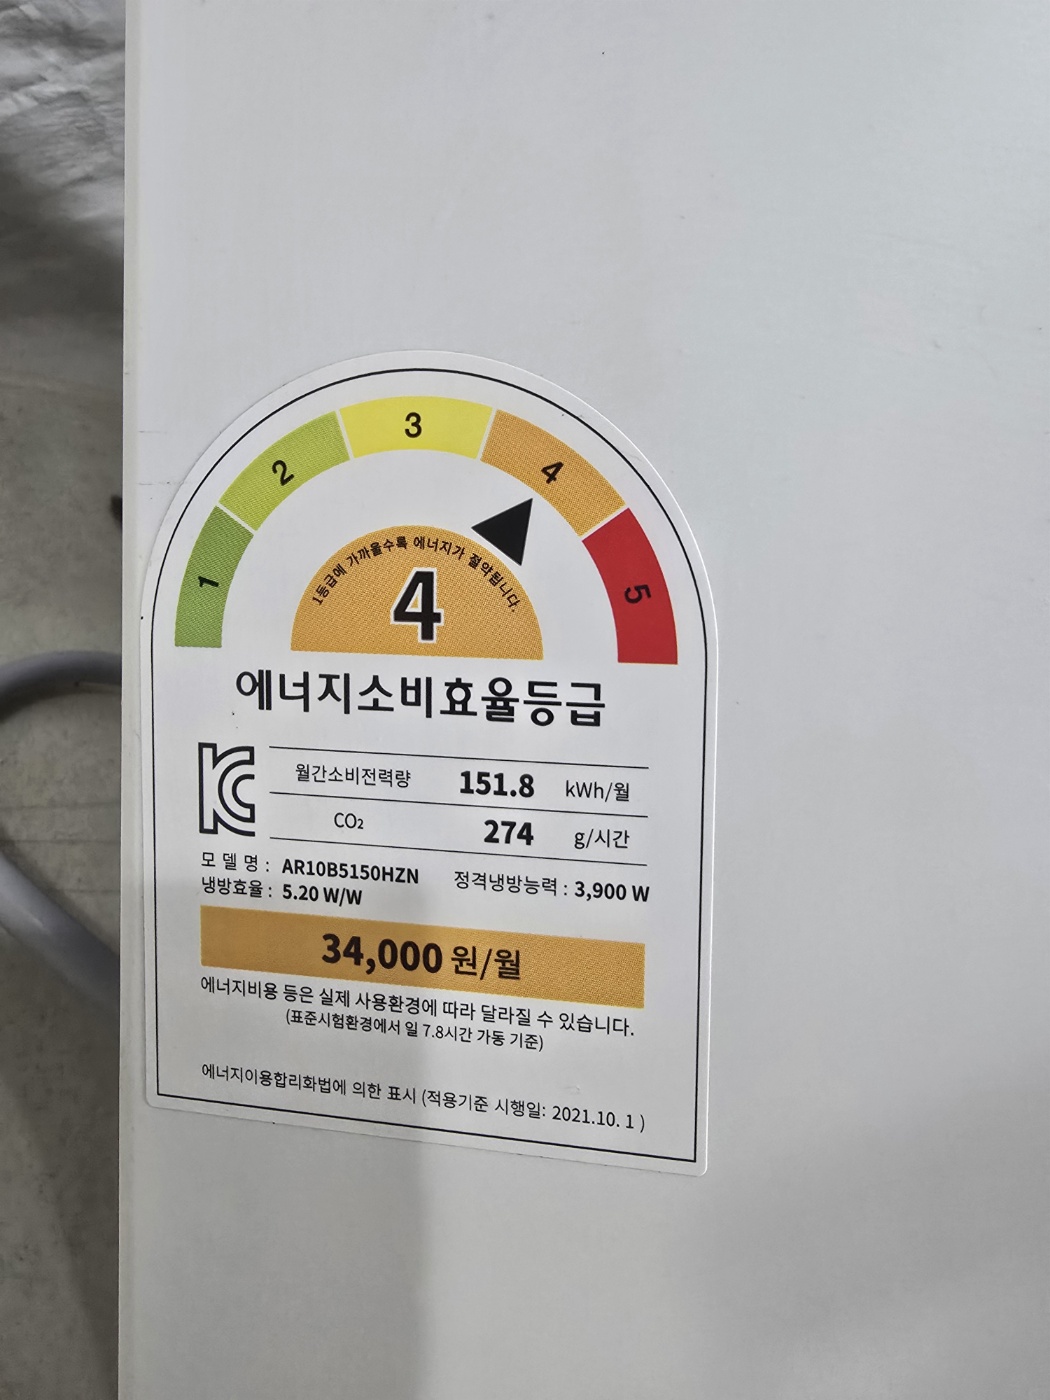 1 2 3 4 5
1등급에 가까울수록 에너지가 절약됩니다.
4
에너지소비효율등급
KC
월간소비전력량 151.8 kWh/월
CO₂ 274 g/시간
모 델 명 : AR10B5150HZN 정격냉방능력 : 3,900 W
냉방효율 : 5.20 W/W
34,000 원/월
에너지비용 등은 실제 사용환경에 따라 달라질 수 있습니다.
(표준시험환경에서 일 7.8시간 가동 기준)
에너지이용합리화법에 의한 표시 (적용기준 시행일: 2021.10. 1 )